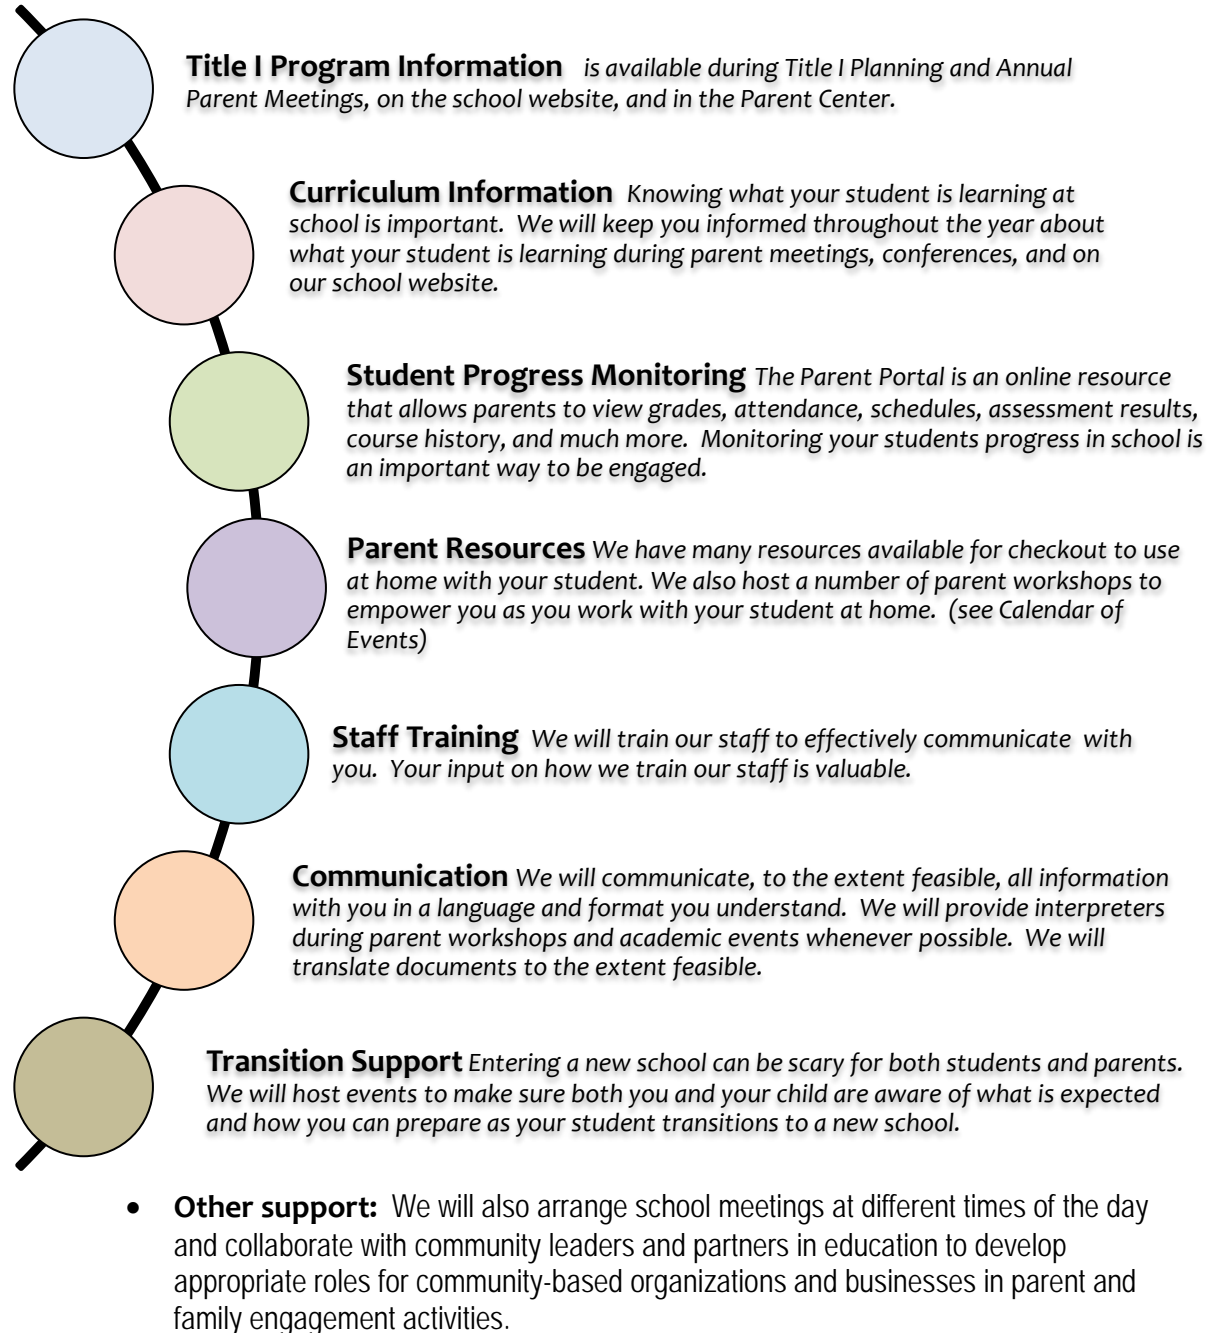 Title I Program Information is available during Title I Planning and Annual
Parent Meetings, on the school website, and in the Parent Center.
Curriculum Information Knowing what your student is learning at
school is important. We will keep you informed throughout the year about
what your student is learning during parent meetings, conferences, and on
our school website.
Student Progress Monitoring The Parent Portal is an online resource
that allows parents to view grades, attendance, schedules, assessment results,
course history, and much more. Monitoring your students progress in school is
an important way to be engaged.
Parent Resources We have many resources available for checkout to use
at home with your student. We also host a number of parent workshops to
empower you as you work with your student at home. (see Calendar of
Events)
Staff Training We will train our staff to effectively communicate with
you. Your input on how we train our staff is valuable.
Communication We will communicate, to the extent feasible, all information
with you in a language and format you understand. We will provide interpreters
during parent workshops and academic events whenever possible. We will
translate documents to the extent feasible.
Transition Support Entering a new school can be scary for both students and parents.
We will host events to make sure both you and your child are aware of what is expected
and how you can prepare as your student transitions to a new school.
• Other support: We will also arrange school meetings at different times of the day
and collaborate with community leaders and partners in education to develop
appropriate roles for community-based organizations and businesses in parent and
family engagement activities.